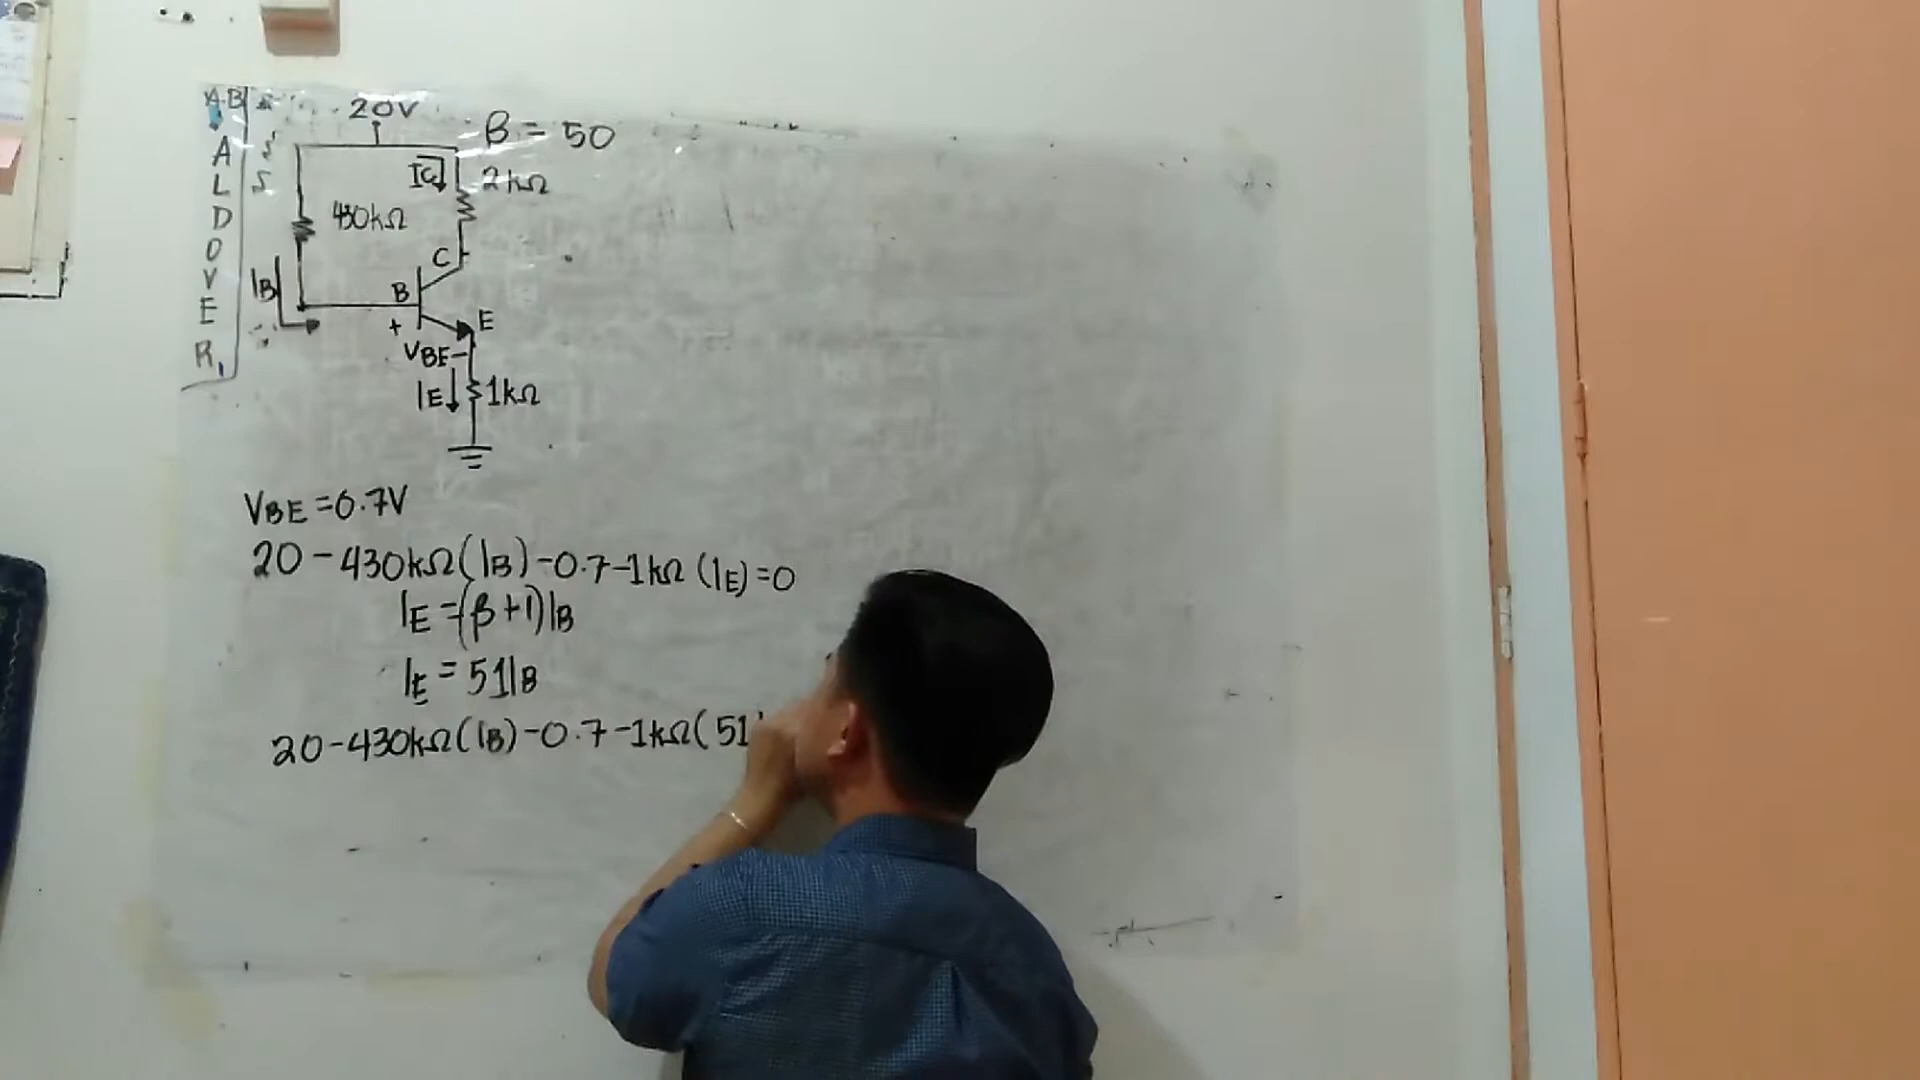 A.B
A
L
D
O
V
E
R
20V
β = 50
IC
2kΩ
430kΩ
C
IB
B
+
E
VBE-
IE
1kΩ
VBE = 0.7V
20 - 430kΩ(IB) - 0.7 - 1kΩ (IE) = 0
IE = (β + 1)IB
IE = 51IB
20 - 430kΩ(IB) - 0.7 - 1kΩ( 51